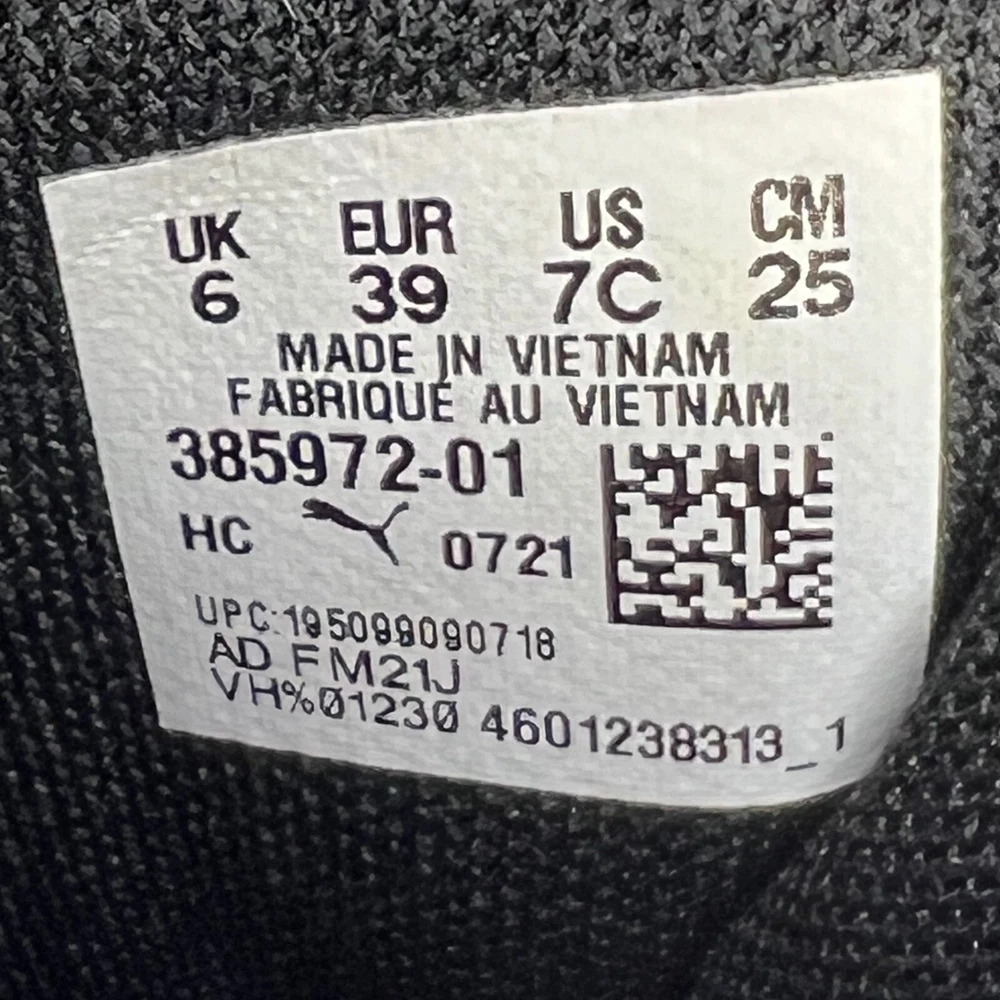 UK EUR US CM
6 39 7C 25
MADE IN VIETNAM
FABRIQUÉ AU VIETNAM
385972-01
HC 0721
UPC:195099090718
AD FM21J
VH%01230 4601238313_1